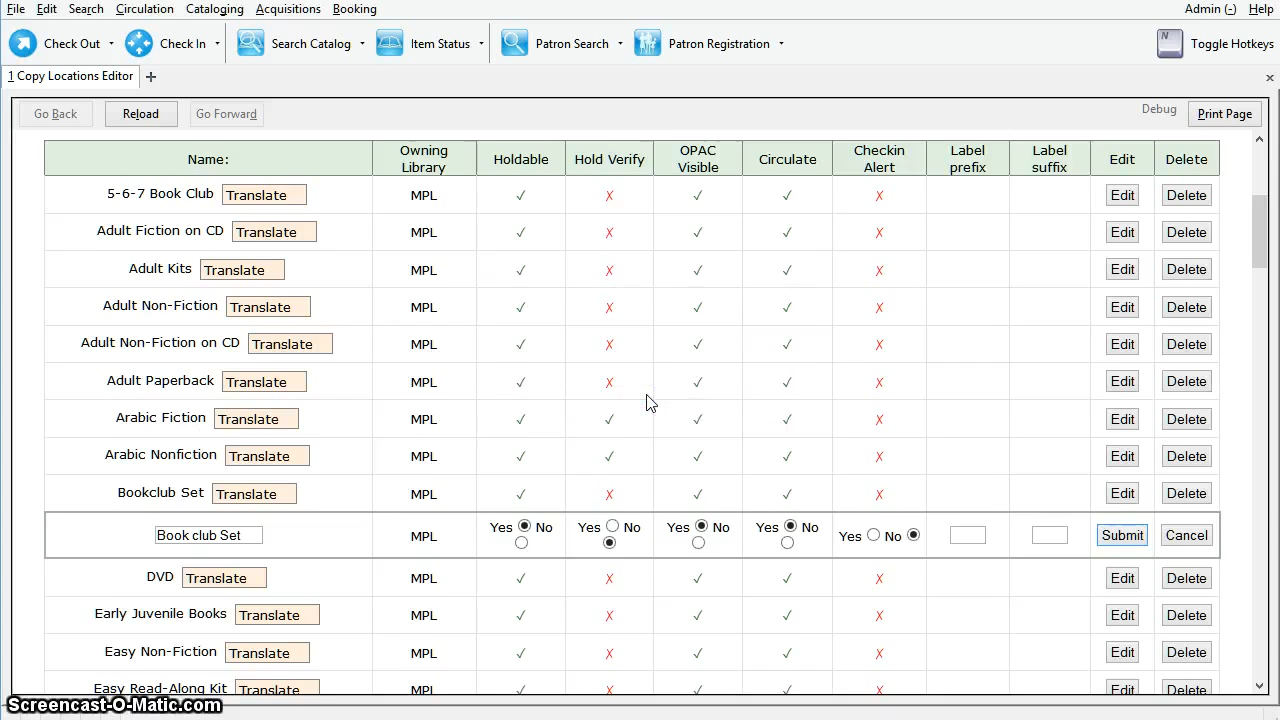 File Edit Search Circulation Cataloging Acquisitions Booking Admin (-) Help
Check Out Check In Search Catalog Item Status Patron Search Patron Registration N Toggle Hotkeys
1 Copy Locations Editor + x
Go Back Reload Go Forward Debug Print Page
Name: Owning Library Holdable Hold Verify OPAC Visible Circulate Checkin Alert Label prefix Label suffix Edit Delete
5-6-7 Book Club Translate MPL ✓ X ✓ ✓ X Edit Delete
Adult Fiction on CD Translate MPL ✓ X ✓ ✓ X Edit Delete
Adult Kits Translate MPL ✓ X ✓ ✓ X Edit Delete
Adult Non-Fiction Translate MPL ✓ X ✓ ✓ X Edit Delete
Adult Non-Fiction on CD Translate MPL ✓ X ✓ ✓ X Edit Delete
Adult Paperback Translate MPL ✓ X ✓ ✓ X Edit Delete
Arabic Fiction Translate MPL ✓ ✓ ✓ ✓ X Edit Delete
Arabic Nonfiction Translate MPL ✓ ✓ ✓ ✓ X Edit Delete
Bookclub Set Translate MPL ✓ X ✓ ✓ X Edit Delete
Book club Set MPL Yes No Yes No Yes No Yes No Yes No Submit Cancel
DVD Translate MPL ✓ X ✓ ✓ X Edit Delete
Early Juvenile Books Translate MPL ✓ X ✓ ✓ X Edit Delete
Easy Non-Fiction Translate MPL ✓ X ✓ ✓ X Edit Delete
Easy Read-Along Kit Translate MPL ✓ X ✓ ✓ X Edit Delete
Screencast-O-Matic.com